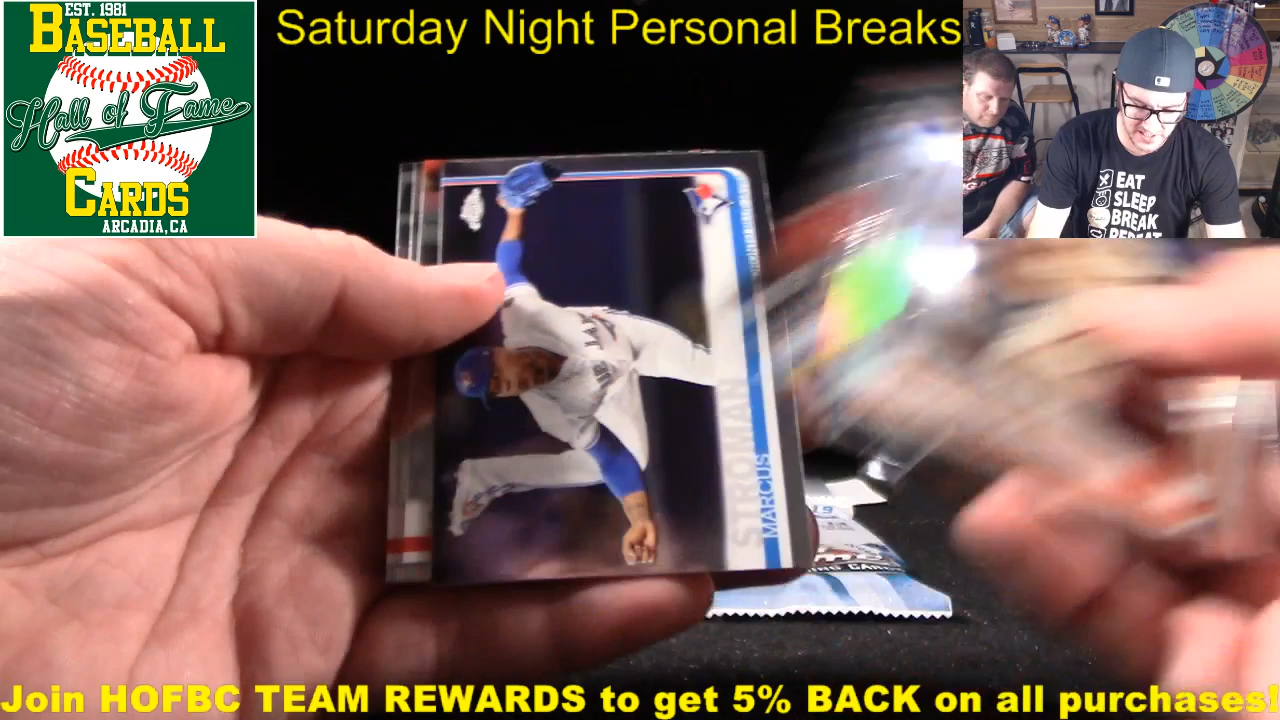 EST. 1981
BASEBALL
Hall of Fame
CARDS
ARCADIA, CA
Saturday Night Personal Breaks
EAT
SLEEP
BREAK
REPEAT
STROMAN
MARCUS
19
Join HOFBC TEAM REWARDS to get 5% BACK on all purchases!